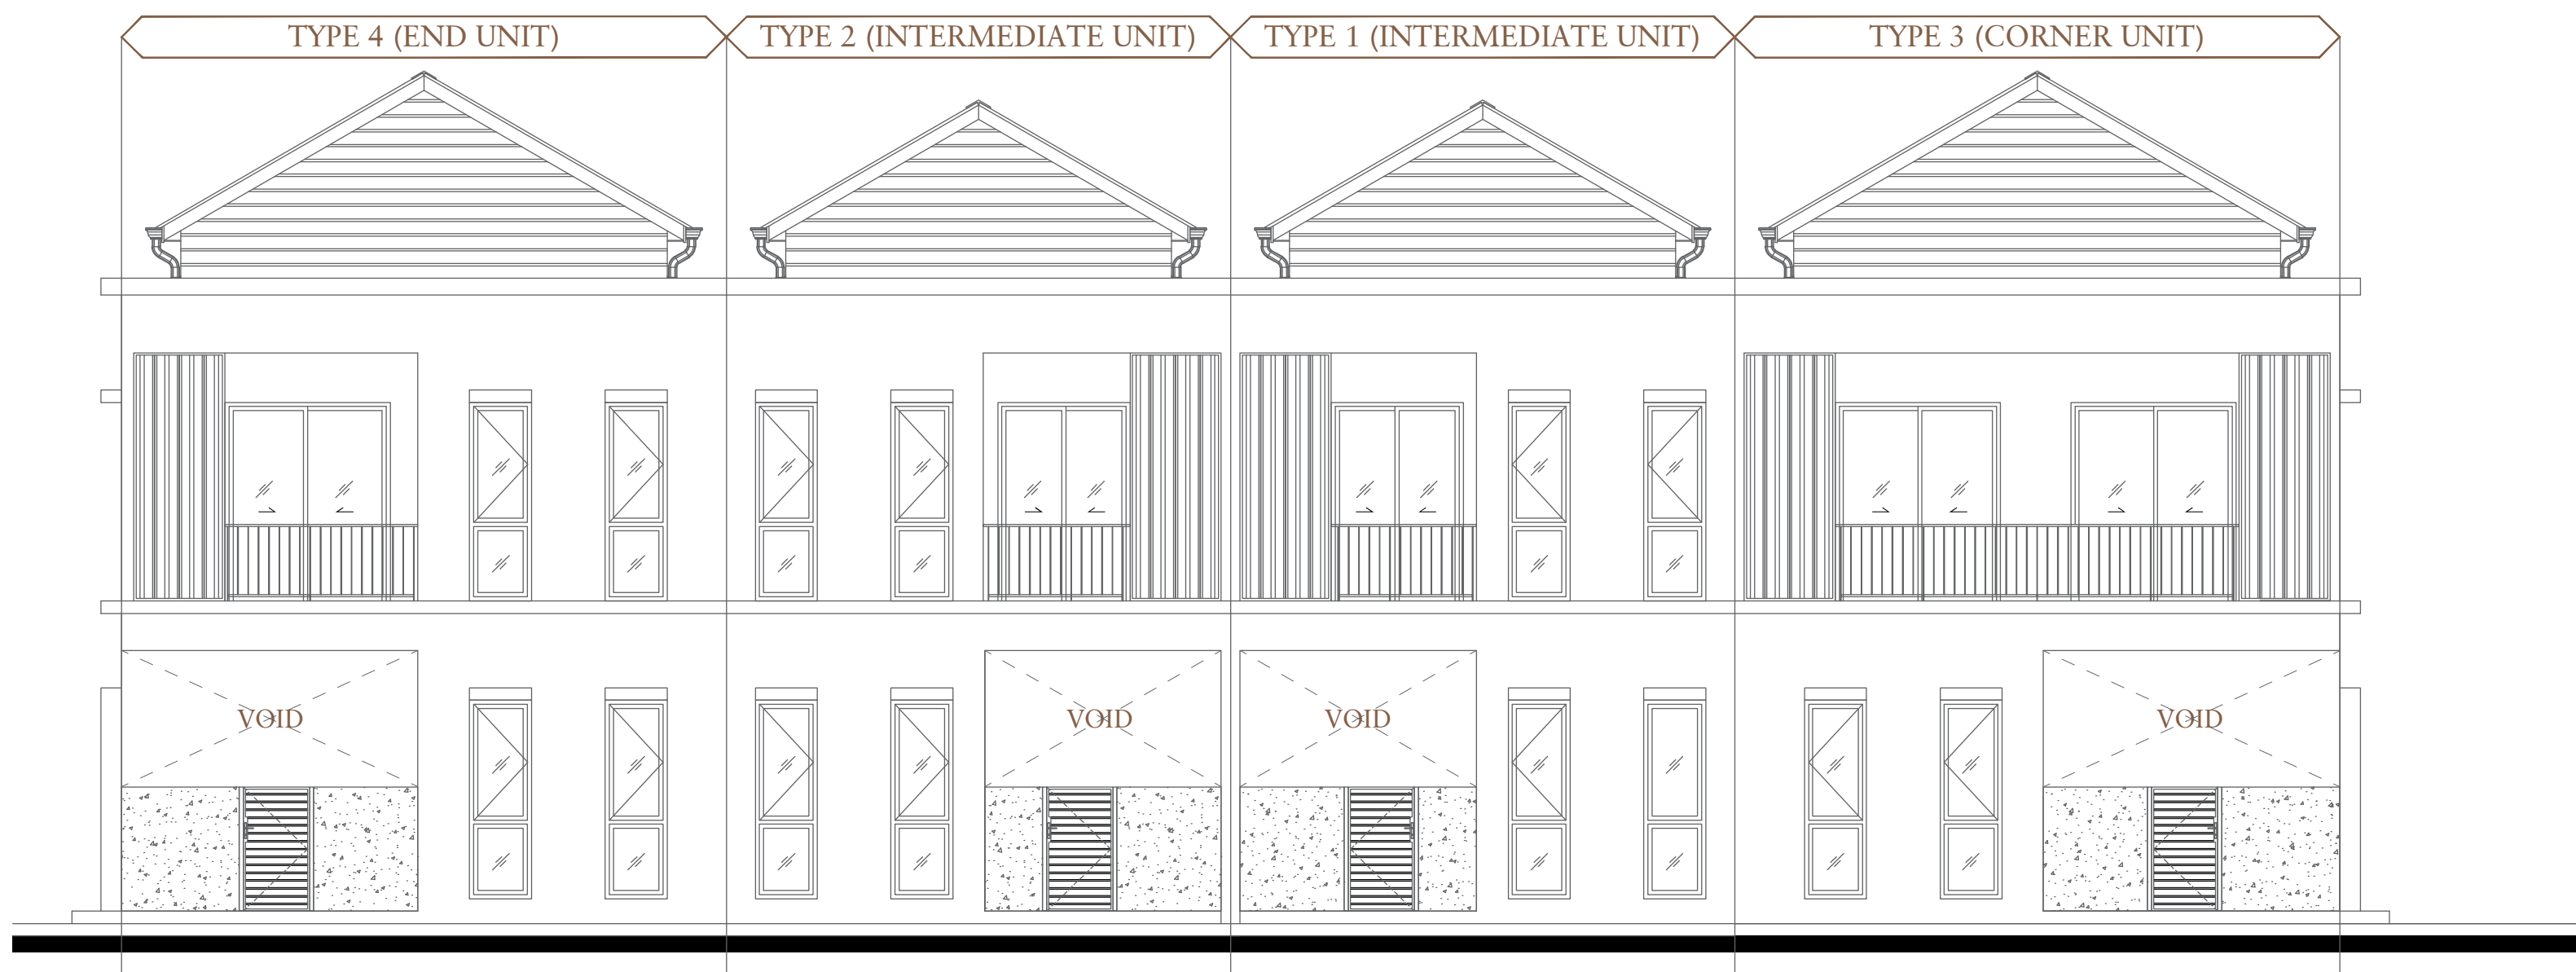 TYPE 4 (END UNIT)
TYPE 2 (INTERMEDIATE UNIT)
TYPE 1 (INTERMEDIATE UNIT)
TYPE 3 (CORNER UNIT)
VOID
VOID
VOID
VOID